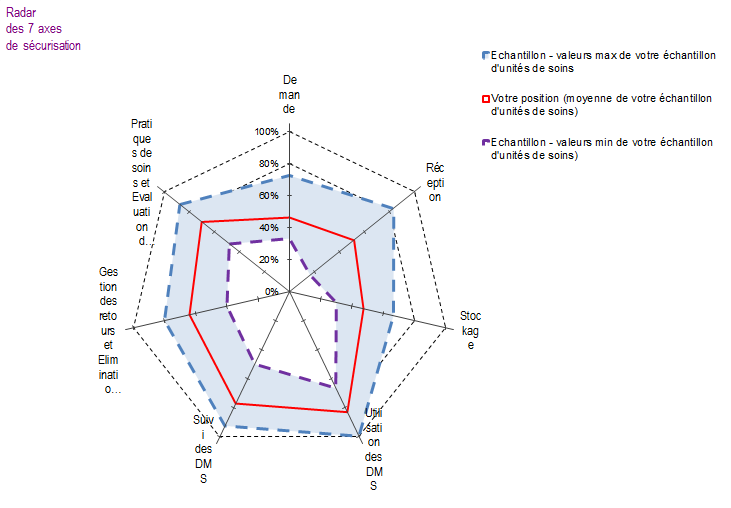 Radar
des 7 axes
de sécurisation
Echantillon - valeurs max de votre échantillon
d'unités de soins
Votre position (moyenne de votre échantillon
d'unités de soins)
Echantillon - valeurs min de votre échantillon
d'unités de soins)
De
man
de
100%
80%
60%
40%
20%
0%
Réc
epti
on
Stoc
kag
e
Utili
sati
on
des
DM
S
Suiv
i
des
DM
S
Ges
tion
des
reto
urs
et
Elim
inati
o...
Prati
que
s de
soin
s et
Eval
uati
on
d...